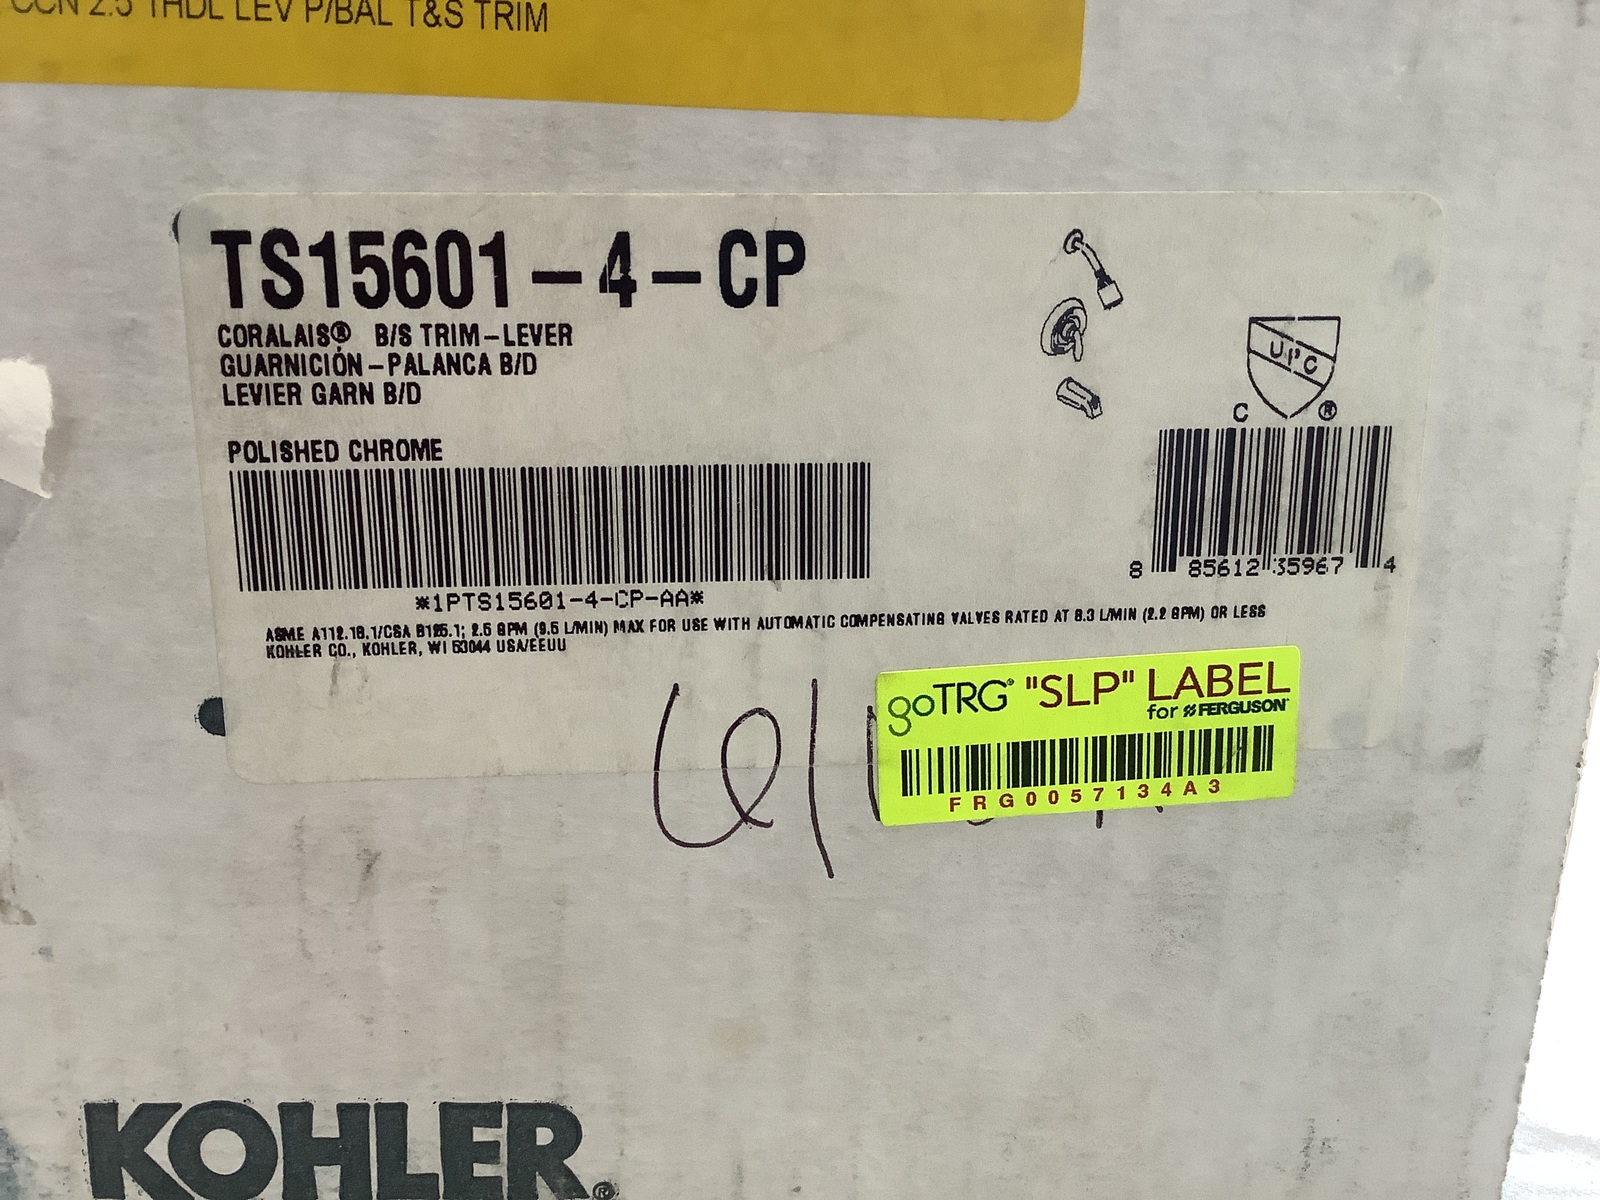 CCN 2.5 1HDL LEV P/BAL T&S TRIM
TS15601-4-CP
CORALAIS® B/S TRIM-LEVER
GUARNICIÓN-PALANCA B/D
LEVIER GARN B/D
POLISHED CHROME
UPC
C ®
*1PTS15601-4-CP-AA*
8 85612 35967 4
ASME A112.18.1/CSA B125.1; 2.5 GPM (9.5 L/MIN) MAX FOR USE WITH AUTOMATIC COMPENSATING VALVES RATED AT 8.3 L/MIN (2.2 GPM) OR LESS
KOHLER CO., KOHLER, WI 53044 USA/EEUU
goTRG® "SLP" LABEL
for FERGUSON
FRG0057134A3
61
KOHLER®